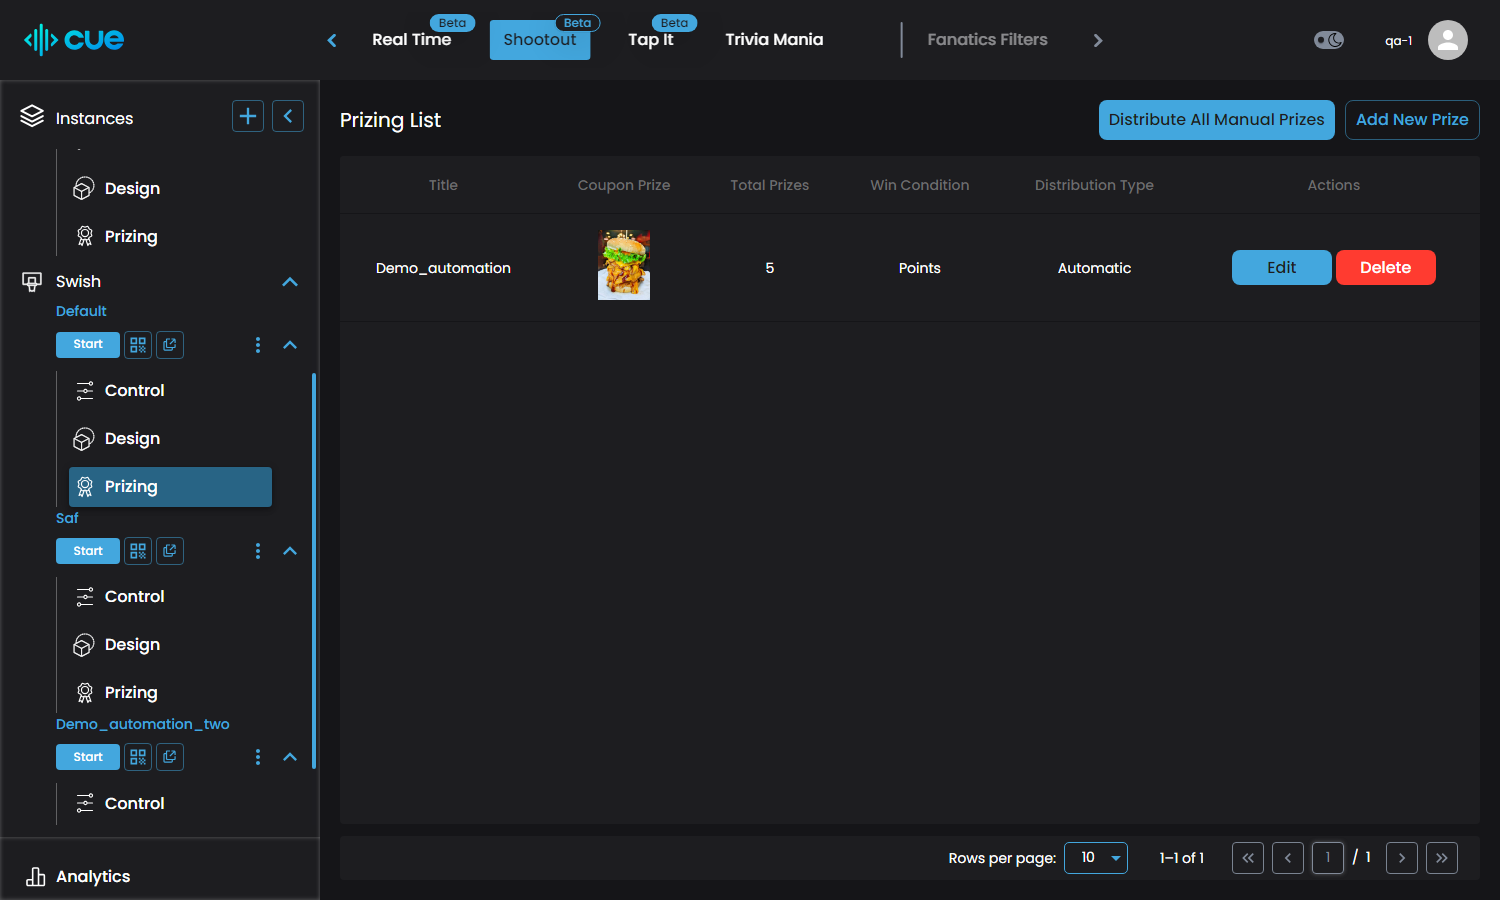 cue
Real Time
Beta
Shootout
Beta
Tap It
Beta
Trivia Mania
Fanatics Filters
qa-1
Instances
Design
Prizing
Swish
Default
Start
Control
Design
Prizing
Saf
Start
Control
Design
Prizing
Demo_automation_two
Start
Control
Analytics
Prizing List
Distribute All Manual Prizes
Add New Prize
Title Coupon Prize Total Prizes Win Condition Distribution Type Actions
Demo_automation 5 Points Automatic Edit Delete
Rows per page: 10 1–1 of 1 1 / 1